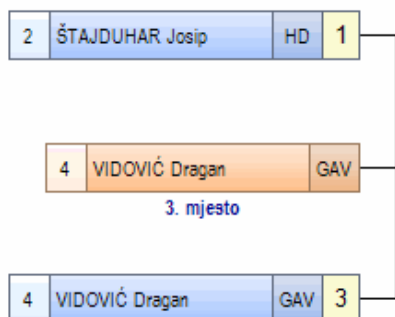 2 ŠTAJDUHAR Josip HD 1
4 VIDOVIĆ Dragan GAV
3. mjesto
4 VIDOVIĆ Dragan GAV 3